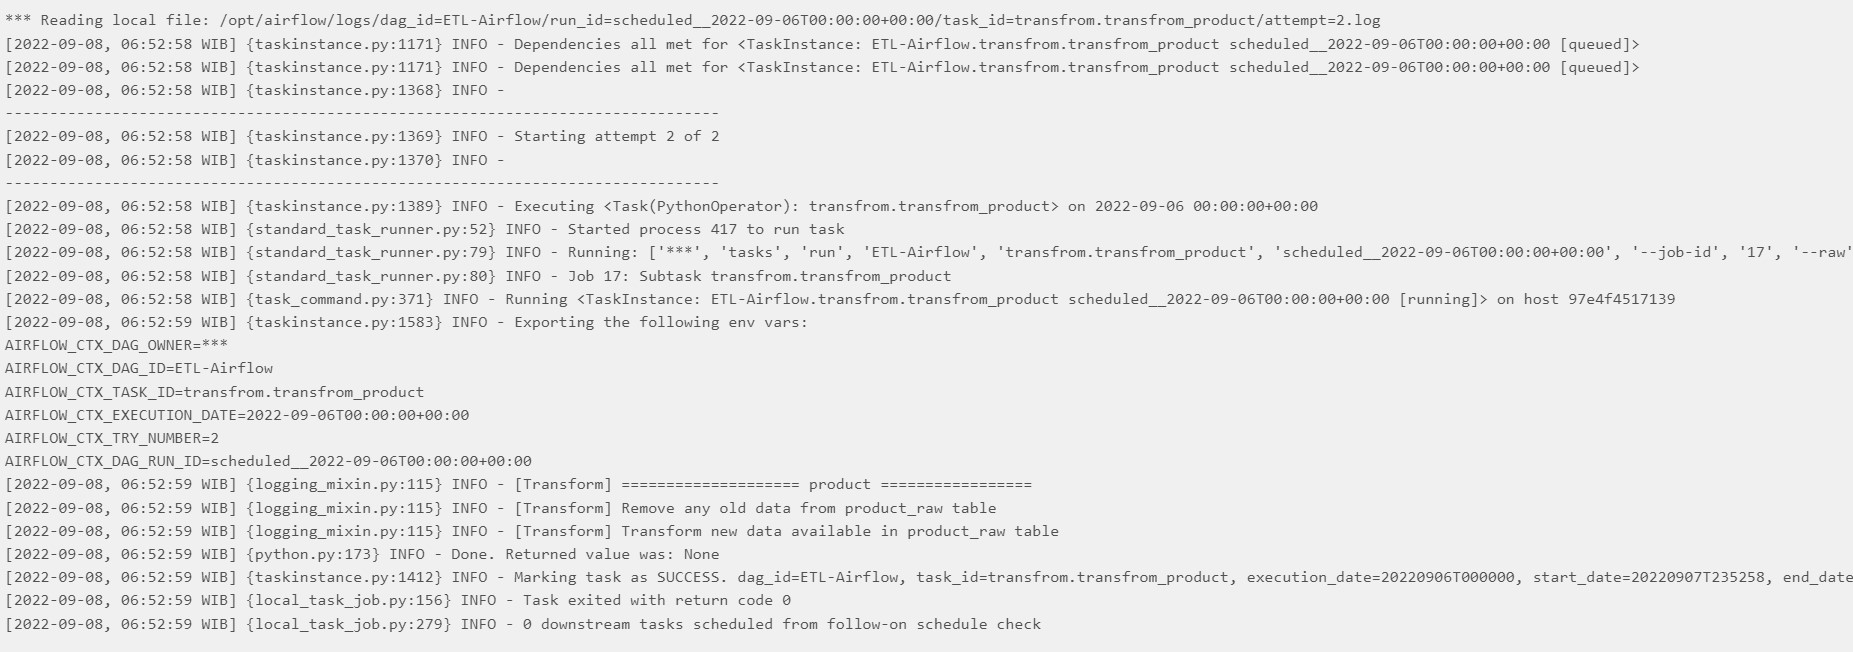 *** Reading local file: /opt/airflow/logs/dag_id=ETL-Airflow/run_id=scheduled__2022-09-06T00:00:00+00:00/task_id=transfrom.transfrom_product/attempt=2.log
[2022-09-08, 06:52:58 WIB] {taskinstance.py:1171} INFO - Dependencies all met for <TaskInstance: ETL-Airflow.transfrom.transfrom_product scheduled__2022-09-06T00:00:00+00:00 [queued]>
[2022-09-08, 06:52:58 WIB] {taskinstance.py:1171} INFO - Dependencies all met for <TaskInstance: ETL-Airflow.transfrom.transfrom_product scheduled__2022-09-06T00:00:00+00:00 [queued]>
[2022-09-08, 06:52:58 WIB] {taskinstance.py:1368} INFO -
--------------------------------------------------------------------------------
[2022-09-08, 06:52:58 WIB] {taskinstance.py:1369} INFO - Starting attempt 2 of 2
[2022-09-08, 06:52:58 WIB] {taskinstance.py:1370} INFO -
--------------------------------------------------------------------------------
[2022-09-08, 06:52:58 WIB] {taskinstance.py:1389} INFO - Executing <Task(PythonOperator): transfrom.transfrom_product> on 2022-09-06 00:00:00+00:00
[2022-09-08, 06:52:58 WIB] {standard_task_runner.py:52} INFO - Started process 417 to run task
[2022-09-08, 06:52:58 WIB] {standard_task_runner.py:79} INFO - Running: ['***', 'tasks', 'run', 'ETL-Airflow', 'transfrom.transfrom_product', 'scheduled__2022-09-06T00:00:00+00:00', '--job-id', '17', '--raw'
[2022-09-08, 06:52:58 WIB] {standard_task_runner.py:80} INFO - Job 17: Subtask transfrom.transfrom_product
[2022-09-08, 06:52:58 WIB] {task_command.py:371} INFO - Running <TaskInstance: ETL-Airflow.transfrom.transfrom_product scheduled__2022-09-06T00:00:00+00:00 [running]> on host 97e4f4517139
[2022-09-08, 06:52:59 WIB] {taskinstance.py:1583} INFO - Exporting the following env vars:
AIRFLOW_CTX_DAG_OWNER=***
AIRFLOW_CTX_DAG_ID=ETL-Airflow
AIRFLOW_CTX_TASK_ID=transfrom.transfrom_product
AIRFLOW_CTX_EXECUTION_DATE=2022-09-06T00:00:00+00:00
AIRFLOW_CTX_TRY_NUMBER=2
AIRFLOW_CTX_DAG_RUN_ID=scheduled__2022-09-06T00:00:00+00:00
[2022-09-08, 06:52:59 WIB] {logging_mixin.py:115} INFO - [Transform] ==================== product =================
[2022-09-08, 06:52:59 WIB] {logging_mixin.py:115} INFO - [Transform] Remove any old data from product_raw table
[2022-09-08, 06:52:59 WIB] {logging_mixin.py:115} INFO - [Transform] Transform new data available in product_raw table
[2022-09-08, 06:52:59 WIB] {python.py:173} INFO - Done. Returned value was: None
[2022-09-08, 06:52:59 WIB] {taskinstance.py:1412} INFO - Marking task as SUCCESS. dag_id=ETL-Airflow, task_id=transfrom.transfrom_product, execution_date=20220906T000000, start_date=20220907T235258, end_date
[2022-09-08, 06:52:59 WIB] {local_task_job.py:156} INFO - Task exited with return code 0
[2022-09-08, 06:52:59 WIB] {local_task_job.py:279} INFO - 0 downstream tasks scheduled from follow-on schedule check